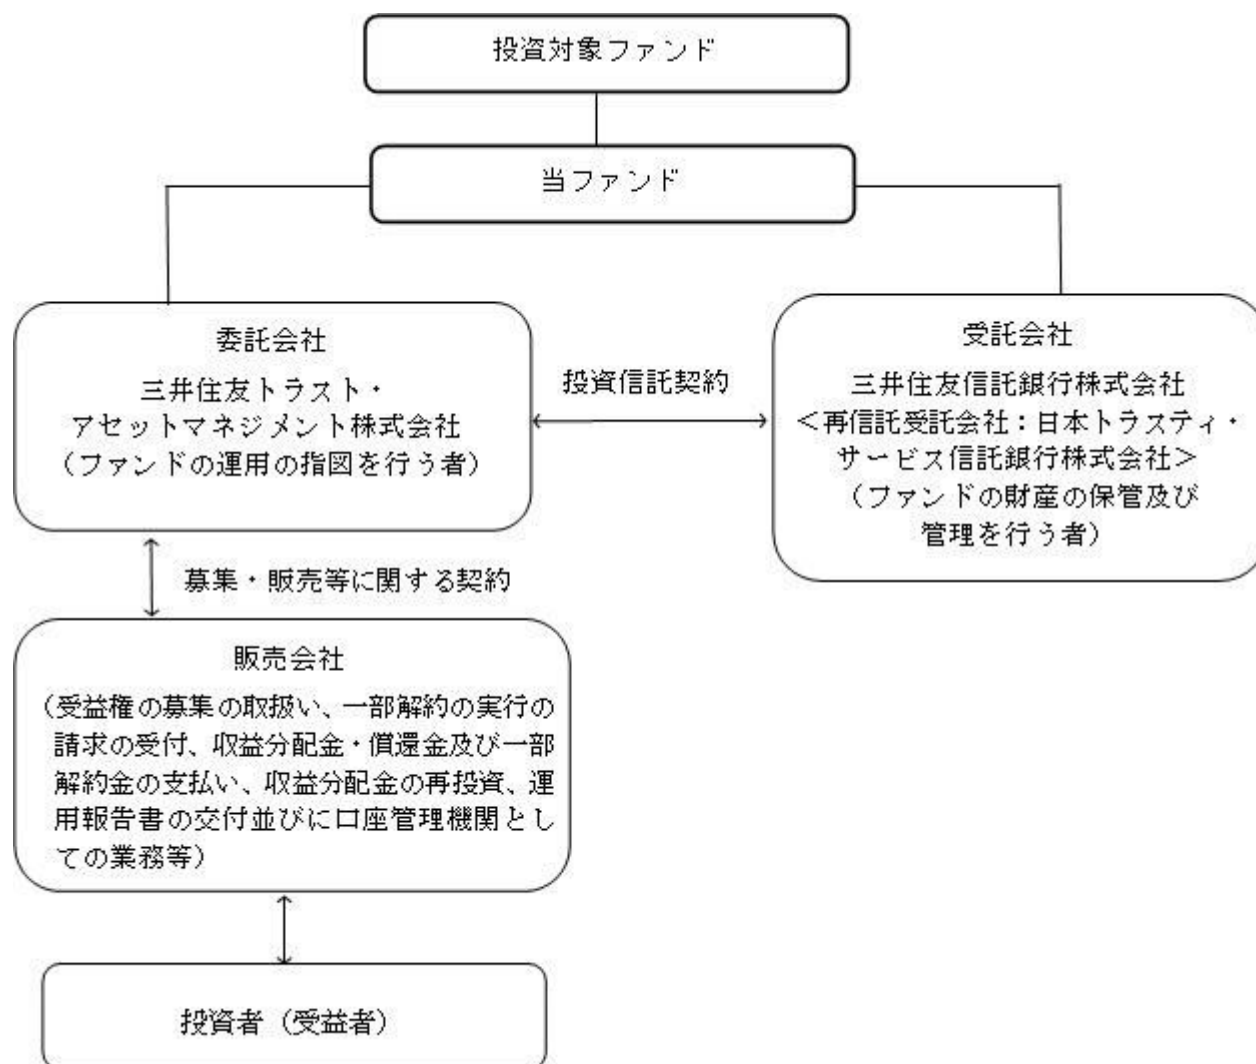 投資対象ファンド
当ファンド
委託会社
三井住友トラスト・
アセットマネジメント株式会社
(ファンドの運用の指図を行う者)
投資信託契約
受託会社
三井住友信託銀行株式会社
<再信託受託会社:日本トラスティ・
サービス信託銀行株式会社>
(ファンドの財産の保管及び
管理を行う者)
募集・販売等に関する契約
販売会社
(受益権の募集の取扱い、一部解約の実行の
請求の受付、収益分配金・償還金及び一部
解約金の支払い、収益分配金の再投資、運
用報告書の交付並びに口座管理機関とし
ての業務等)
投資者(受益者)